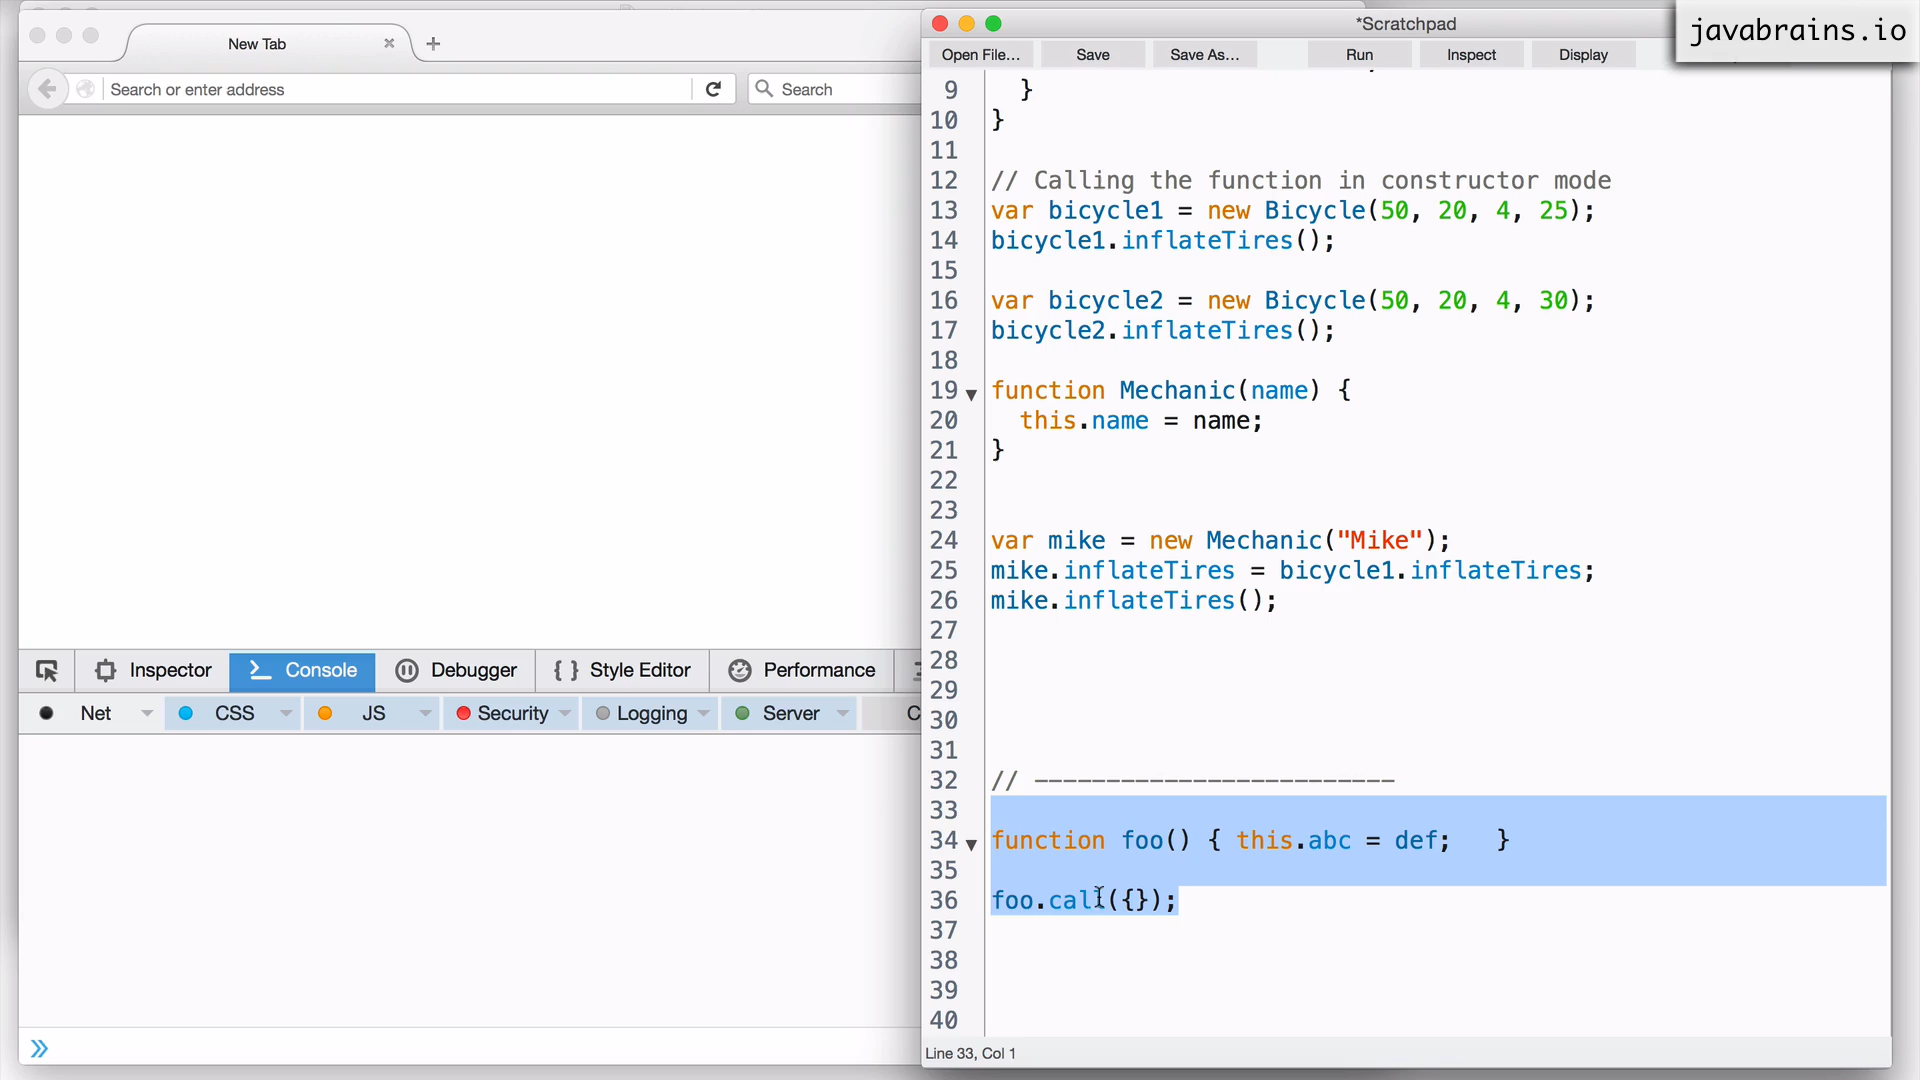 New Tab
Search or enter address
Search
Inspector
Console
Debugger
{ } Style Editor
Performance
Net
CSS
JS
Security
Logging
Server
C
*Scratchpad
javabrains.io
Open File...
Save
Save As...
Run
Inspect
Display
9 }
10 }
11
12 // Calling the function in constructor mode
13 var bicycle1 = new Bicycle(50, 20, 4, 25);
14 bicycle1.inflateTires();
15
16 var bicycle2 = new Bicycle(50, 20, 4, 30);
17 bicycle2.inflateTires();
18
19 function Mechanic(name) {
20 this.name = name;
21 }
22
23
24 var mike = new Mechanic("Mike");
25 mike.inflateTires = bicycle1.inflateTires;
26 mike.inflateTires();
27
28
29
30
31
32 // -------------------------
33
34 function foo() { this.abc = def; }
35
36 foo.call({});
37
38
39
40
Line 33, Col 1